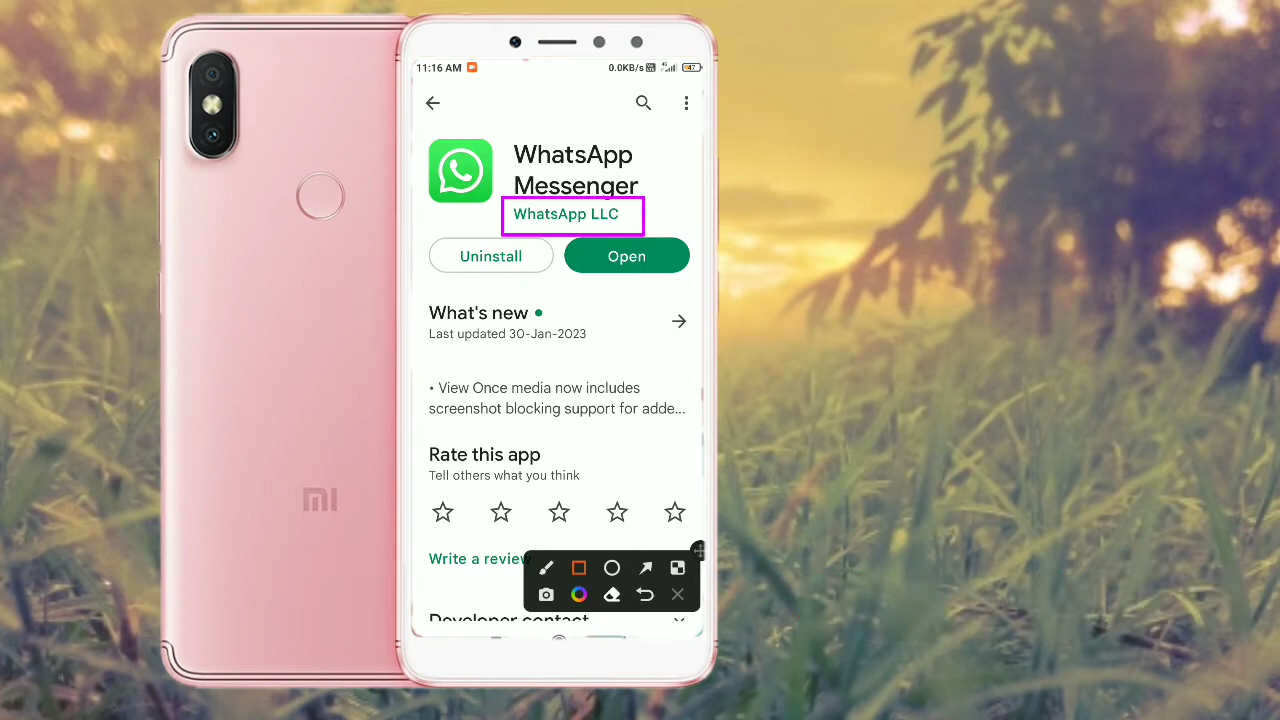 11:16 AM 0.0KB/s 4G 47
WhatsApp
Messenger
WhatsApp LLC
Uninstall Open
What's new
Last updated 30-Jan-2023
• View Once media now includes
screenshot blocking support for adde...
Rate this app
Tell others what you think
Write a review
Developer contact
mi